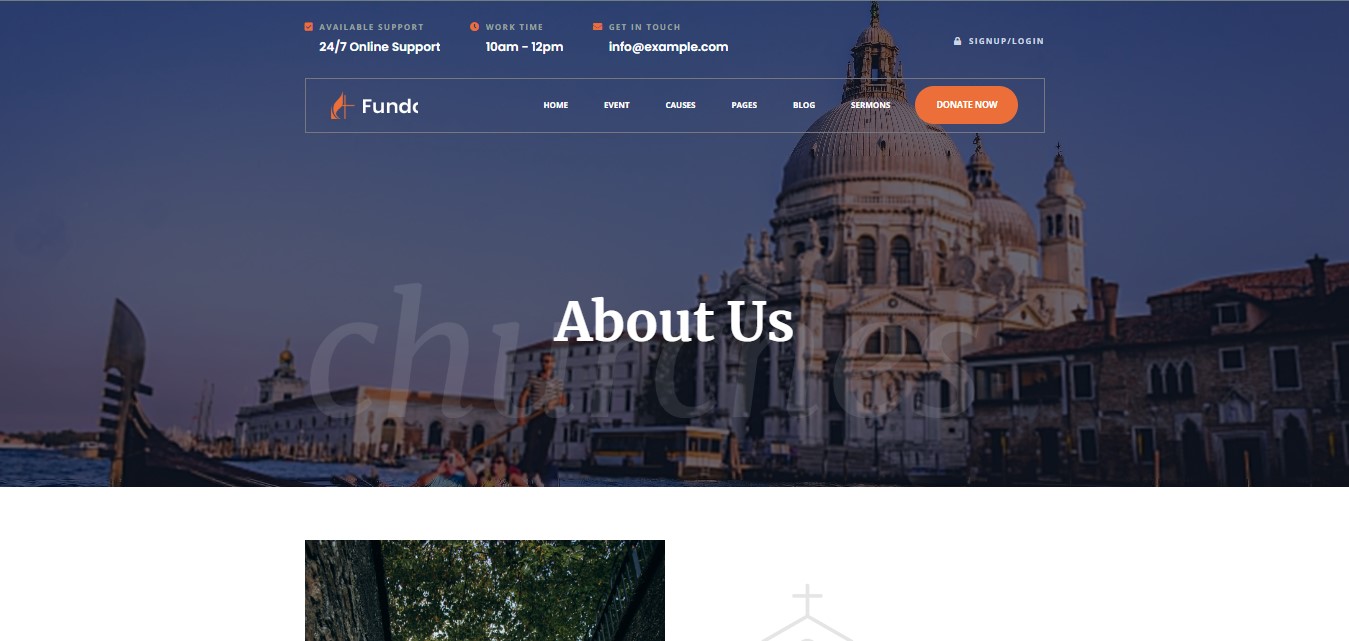 AVAILABLE SUPPORT
24/7 Online Support
WORK TIME
10am - 12pm
GET IN TOUCH
info@example.com
SIGNUP/LOGIN
HOME EVENT CAUSES PAGES BLOG SERMONS DONATE NOW
churches
About Us